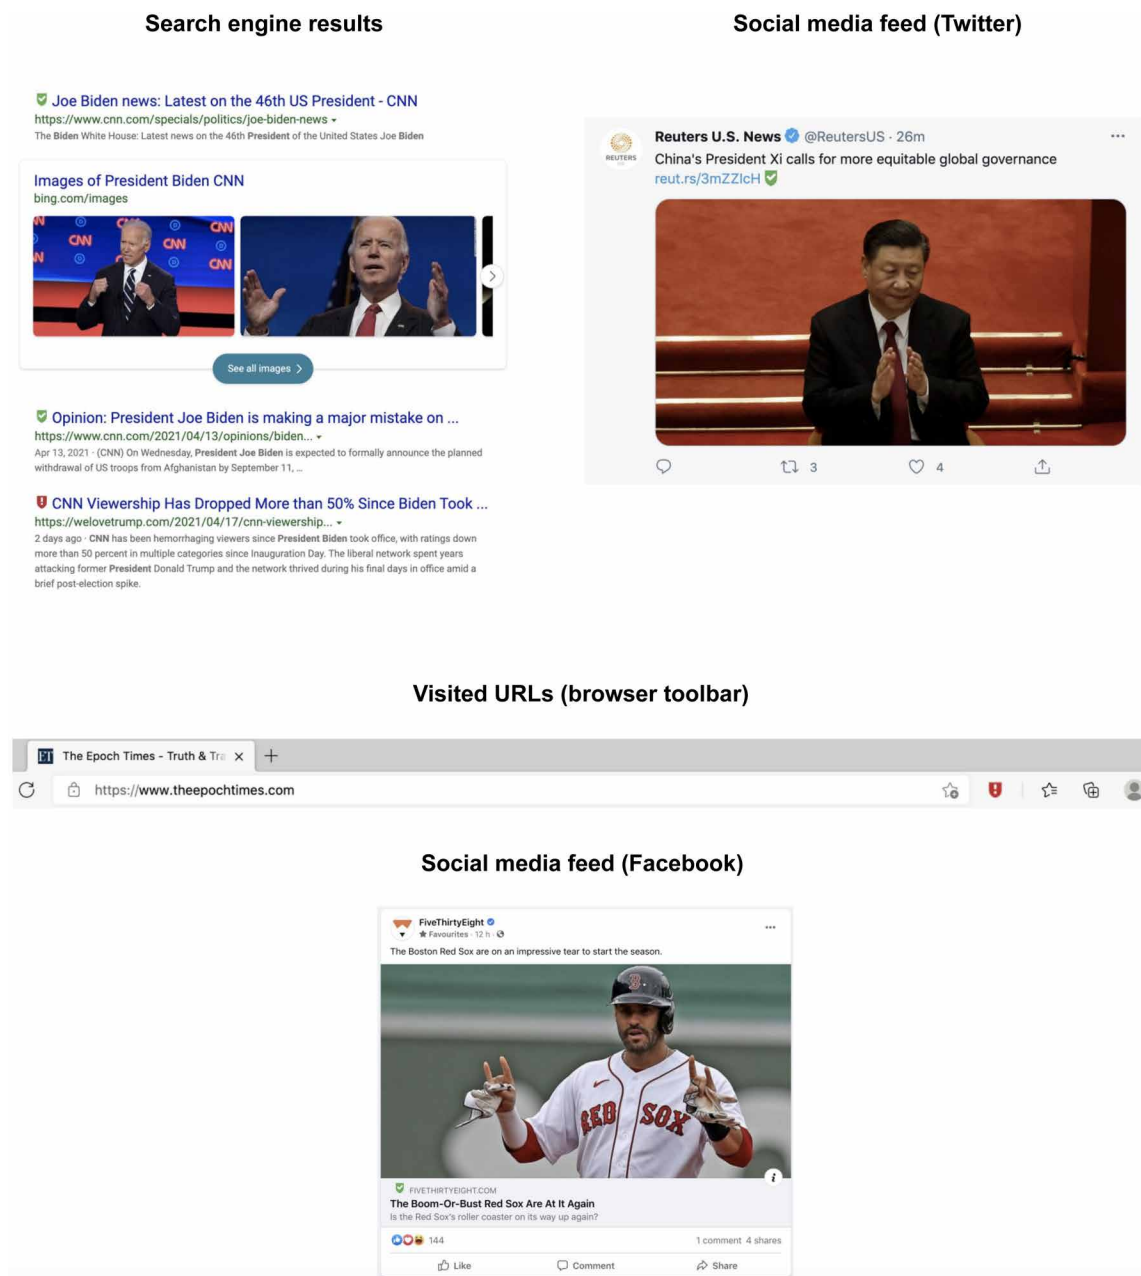 Search engine results
Social media feed (Twitter)
Joe Biden news: Latest on the 46th US President - CNN
https://www.cnn.com/specials/politics/joe-biden-news
The Biden White House: Latest news on the 46th President of the United States Joe Biden
Images of President Biden CNN
bing.com/images
N
CNN
CNN
CNN
N
CNN
See all images
Opinion: President Joe Biden is making a major mistake on ...
https://www.cnn.com/2021/04/13/opinions/biden...
Apr 13, 2021 · (CNN) On Wednesday, President Joe Biden is expected to formally announce the planned
withdrawal of US troops from Afghanistan by September 11, ...
CNN Viewership Has Dropped More than 50% Since Biden Took ...
https://welovetrump.com/2021/04/17/cnn-viewership...
2 days ago · CNN has been hemorrhaging viewers since President Biden took office, with ratings down
more than 50 percent in multiple categories since Inauguration Day. The liberal network spent years
attacking former President Donald Trump and the network thrived during his final days in office amid a
brief post-election spike.
REUTERS
Reuters U.S. News @ReutersUS · 26m
China's President Xi calls for more equitable global governance
reut.rs/3mZZIcH
3
4
Visited URLs (browser toolbar)
ET The Epoch Times - Truth & Tra
https://www.theepochtimes.com
Social media feed (Facebook)
FiveThirtyEight
Favourites · 12 h ·
The Boston Red Sox are on an impressive tear to start the season.
B
RED SOX
i
FIVETHIRTYEIGHT.COM
The Boom-Or-Bust Red Sox Are At It Again
Is the Red Sox's roller coaster on its way up again?
144
1 comment 4 shares
Like
Comment
Share